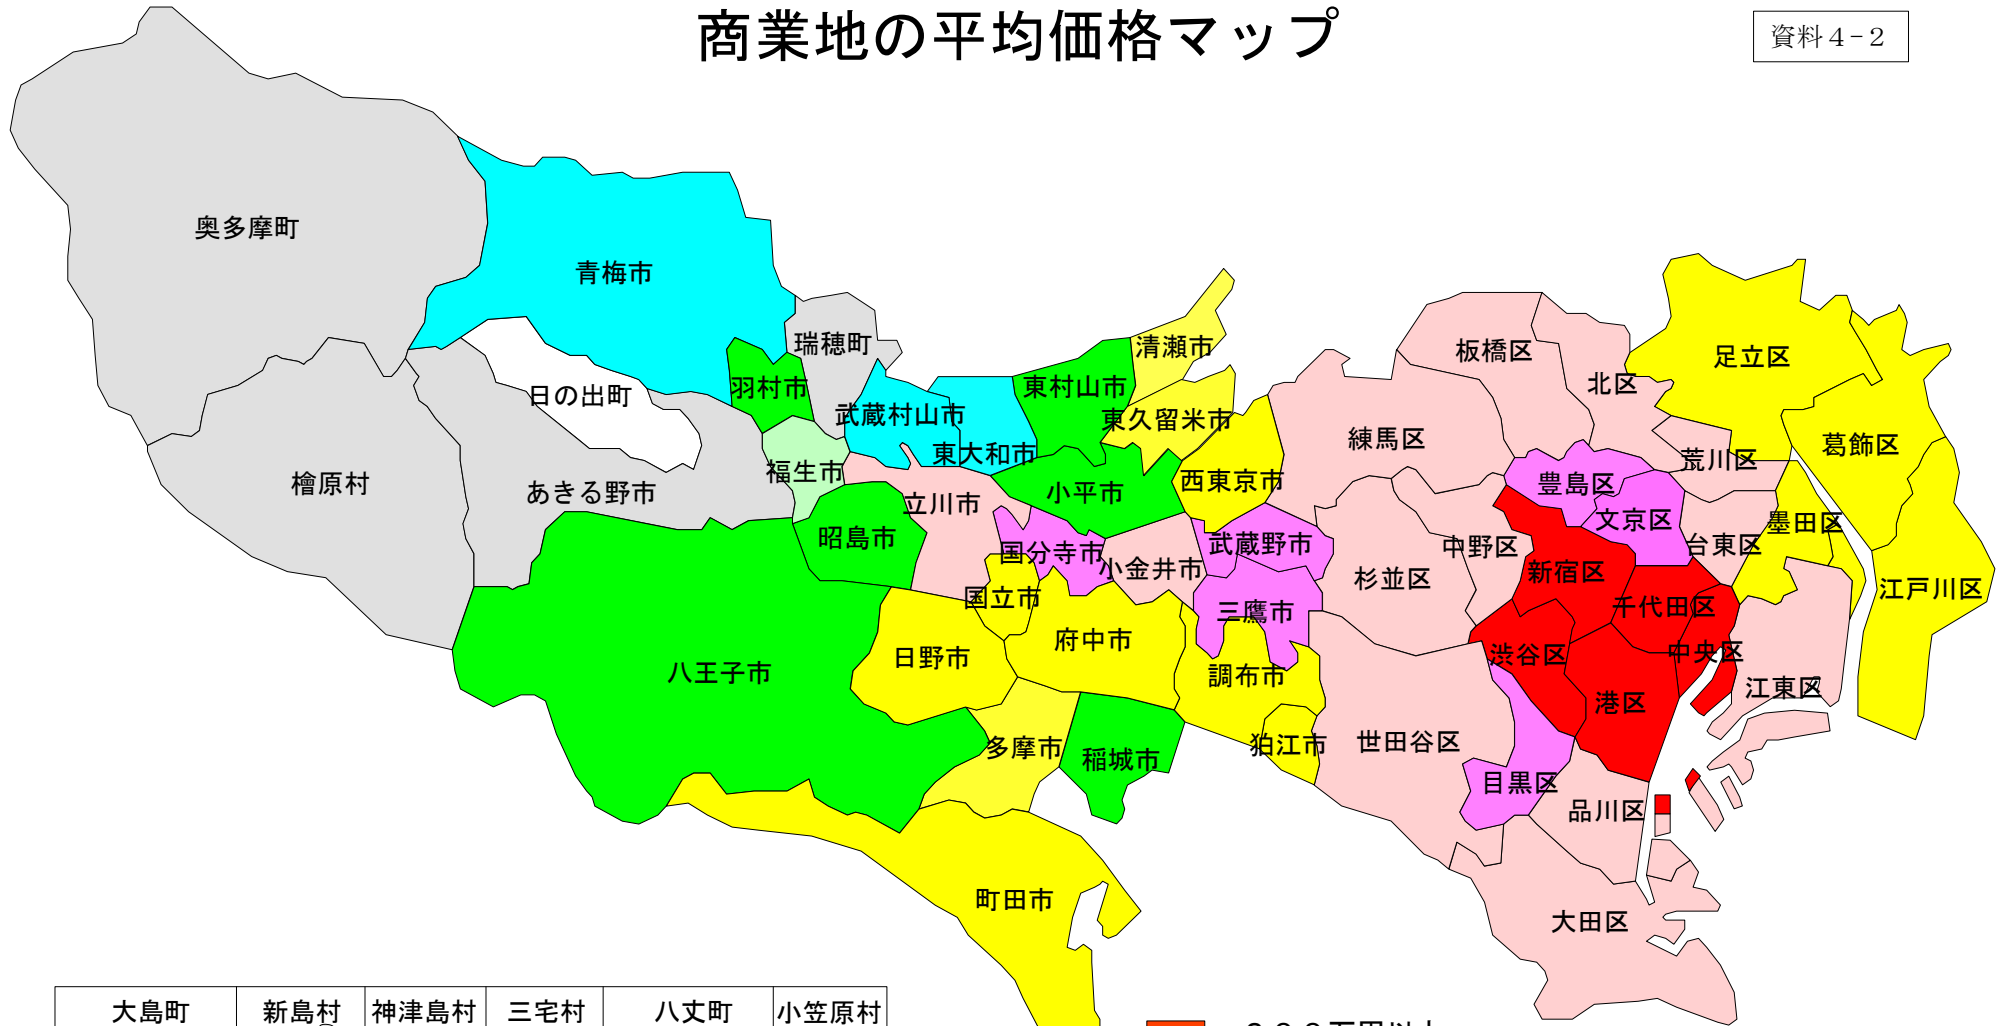 商業地の平均価格マップ
資料4-2
奥多摩町
青梅市
瑞穂町
清瀬市
板橋区
足立区
北区
羽村市
日の出町
東村山市
武蔵村山市
東久留米市
東大和市
練馬区
葛飾区
荒川区
檜原村
あきる野市
福生市
立川市
小平市
西東京市
豊島区
文京区
墨田区
昭島市
国分寺市
武蔵野市
小金井市
中野区
台東区
杉並区
新宿区
江戸川区
国立市
三鷹市
千代田区
日野市
府中市
渋谷区
中央区
八王子市
調布市
港区
江東区
多摩市
稲城市
狛江市
世田谷区
目黒区
品川区
町田市
大田区
大島町 新島村 神津島村 三宅村 八丈町 小笠原村